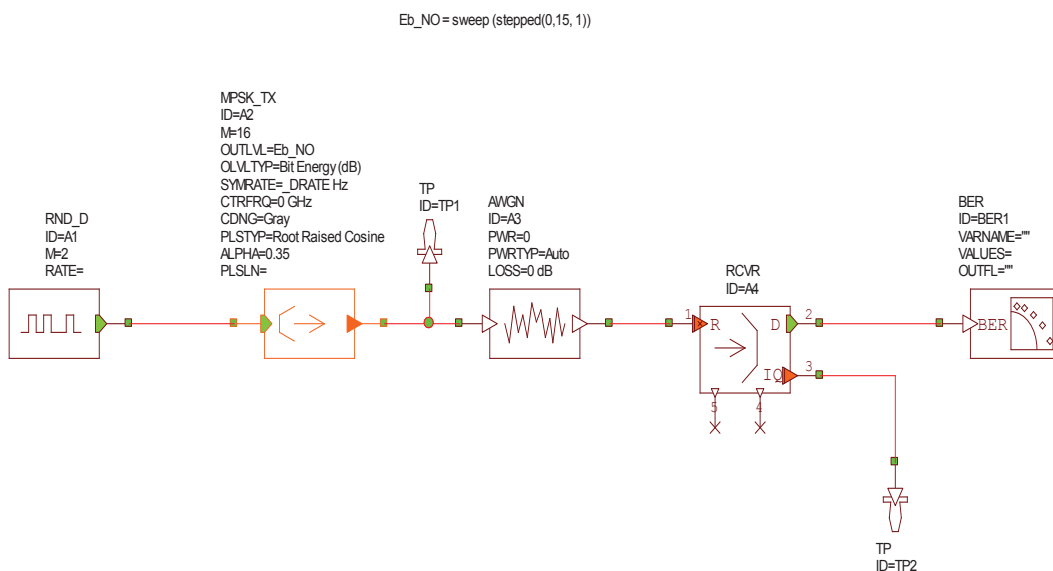 Eb_NO = sweep (stepped(0,15, 1))
MPSK_TX
ID=A2
M=16
OUTLVL=Eb_NO
OLVLTYP=Bit Energy (dB)
SYMRATE=_DRATE Hz
CTRFRQ=0 GHz
CDNG=Gray
PLSTYP=Root Raised Cosine
ALPHA=0.35
PLSLN=
RND_D
ID=A1
M=2
RATE=
TP
ID=TP1
AWGN
ID=A3
PWR=0
PWRTYP=Auto
LOSS=0 dB
RCVR
ID=A4
1
R
D
2
IQ
3
5
4
BER
ID=BER1
VARNAME=""
VALUES=
OUTFL=""
BER
TP
ID=TP2